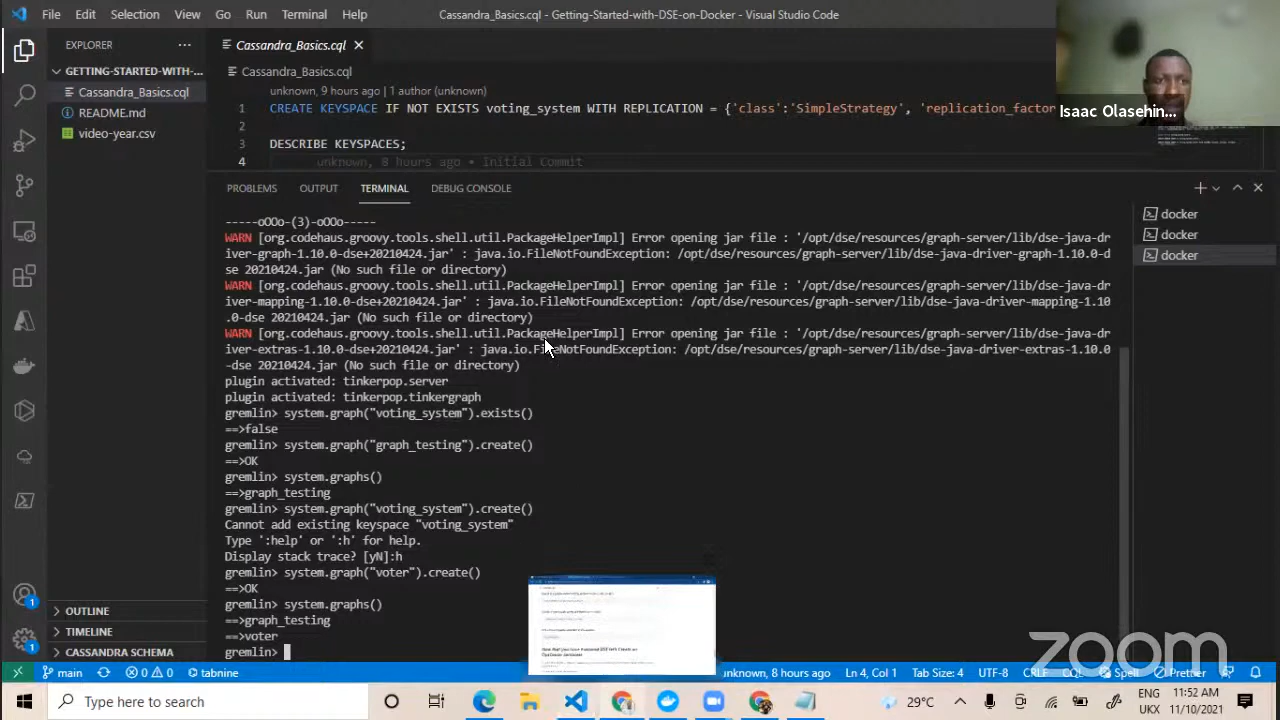 File Edit Selection View Go Run Terminal Help
Cassandra_Basics.cql - Getting-Started-with-DSE-on-Docker - Visual Studio Code
EXPLORER
GETTING-STARTED-WITH-...
Cassandra_Basics.cql
README.md
video-year.csv
OUTLINE
TIMELINE
Cassandra_Basics.cql
Cassandra_Basics.cql
unknown, 9 hours ago | 1 author (unknown)
1 CREATE KEYSPACE IF NOT EXISTS voting_system WITH REPLICATION = {'class':'SimpleStrategy', 'replication_factor
2
3 DESCRIBE KEYSPACES;
4 unknown, 8 hours ago • Initial Commit
Isaac Olasehin...
PROBLEMS OUTPUT TERMINAL DEBUG CONSOLE
docker
docker
docker
-----oOOo-(3)-oOOo-----
WARN [org.codehaus.groovy.tools.shell.util.PackageHelperImpl] Error opening jar file : '/opt/dse/resources/graph-server/lib/dse-java-dr
iver-graph-1.10.0-dse+20210424.jar' : java.io.FileNotFoundException: /opt/dse/resources/graph-server/lib/dse-java-driver-graph-1.10.0-d
se 20210424.jar (No such file or directory)
WARN [org.codehaus.groovy.tools.shell.util.PackageHelperImpl] Error opening jar file : '/opt/dse/resources/graph-server/lib/dse-java-dr
iver-mapping-1.10.0-dse+20210424.jar' : java.io.FileNotFoundException: /opt/dse/resources/graph-server/lib/dse-java-driver-mapping-1.10
.0-dse 20210424.jar (No such file or directory)
WARN [org.codehaus.groovy.tools.shell.util.PackageHelperImpl] Error opening jar file : '/opt/dse/resources/graph-server/lib/dse-java-dr
iver-extras-1.10.0-dse+20210424.jar' : java.io.FileNotFoundException: /opt/dse/resources/graph-server/lib/dse-java-driver-extras-1.10.0
-dse 20210424.jar (No such file or directory)
plugin activated: tinkerpop.server
plugin activated: tinkerpop.tinkergraph
gremlin> system.graph("voting_system").exists()
==>false
gremlin> system.graph("graph_testing").create()
==>OK
gremlin> system.graphs()
==>graph_testing
gremlin> system.graph("voting_system").create()
Cannot add existing keyspace "voting_system"
Type ':help' or ':h' for help.
Display stack trace? [yN]:h
gremlin> system.graph("voter").create()
==>OK
gremlin> system.graphs()
==>graph_testing
==>voter
gremlin>
main
tabnine
unknown, 8 hours ago Ln 4, Col 1 Tab Size: 4 UTF-8 Spell Prettier
Type here to search
29°C
ENG
UKX
11:52 AM
11/10/2021